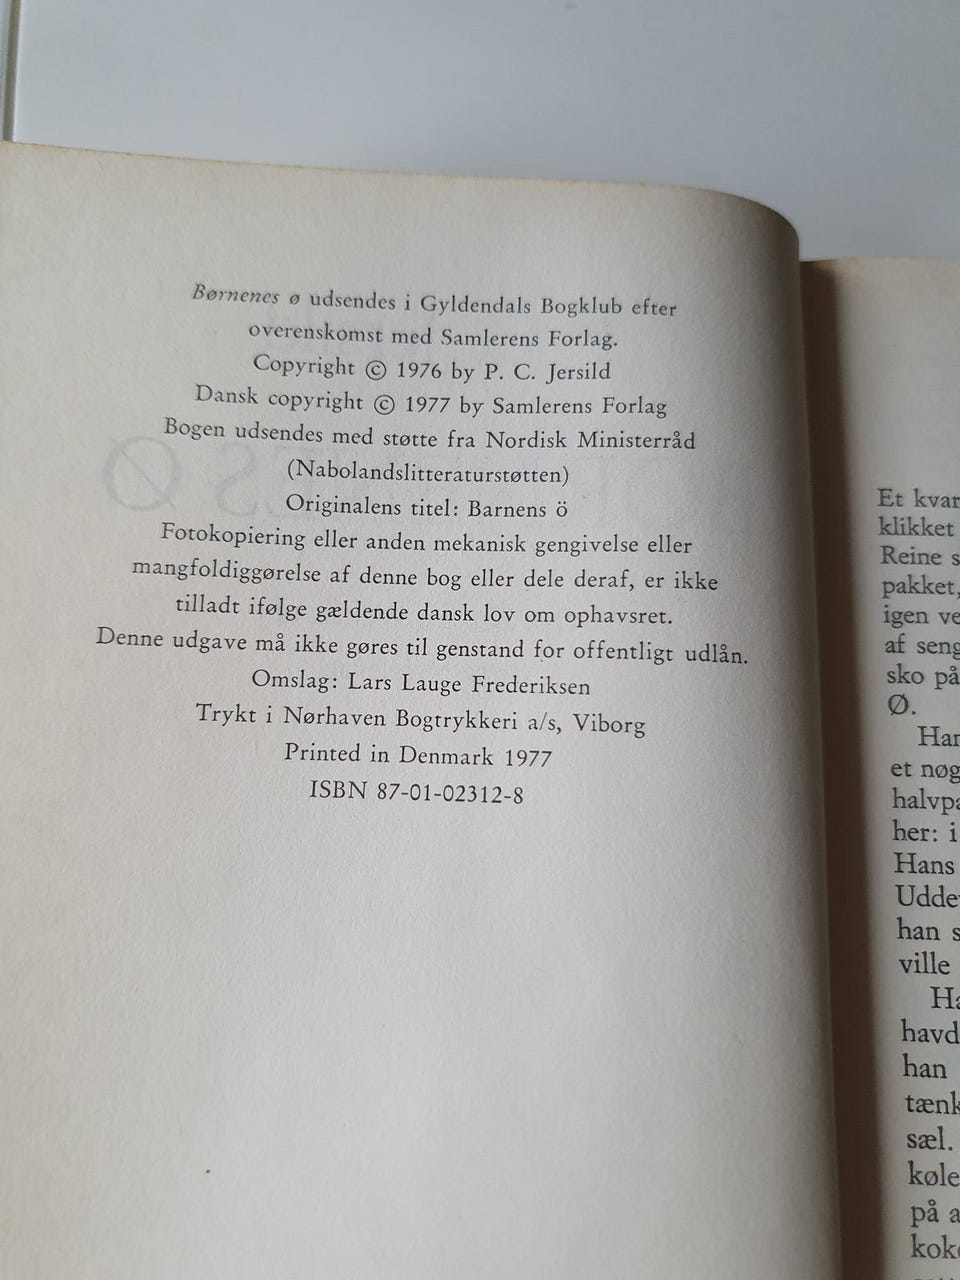 Børnenes ø udsendes i Gyldendals Bogklub efter
overenskomst med Samlerens Forlag.
Copyright © 1976 by P. C. Jersild
Dansk copyright © 1977 by Samlerens Forlag
Bogen udsendes med støtte fra Nordisk Ministerråd
(Nabolandslitteraturstøtten)
Originalens titel: Barnens ö
Fotokopiering eller anden mekanisk gengivelse eller
mangfoldiggørelse af denne bog eller dele deraf, er ikke
tilladt ifølge gældende dansk lov om ophavsret.
Denne udgave må ikke gøres til genstand for offentligt udlån.
Omslag: Lars Lauge Frederiksen
Trykt i Nørhaven Bogtrykkeri a/s, Viborg
Printed in Denmark 1977
ISBN 87-01-02312-8
Et kvar
klikket
Reine s
pakket,
igen ve
af seng
sko på
Ø.
Har
et nøg
halvpa
her: i
Hans
Udde
han s
ville
Ha
havd
han
tænk
sæl.
køle
på a
kok